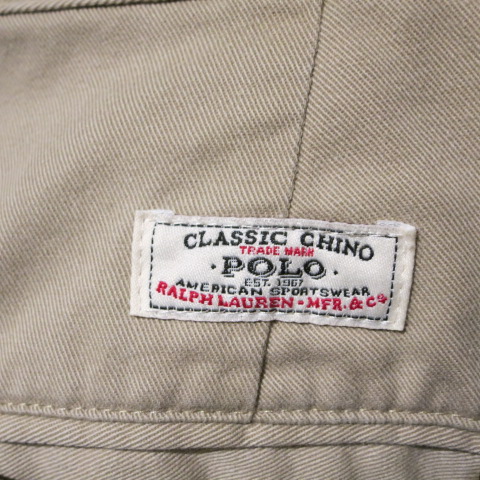 CLASSIC CHINO
TRADE MARK
· POLO ·
EST. 1967
AMERICAN SPORTSWEAR
RALPH LAUREN · MFR. & Co